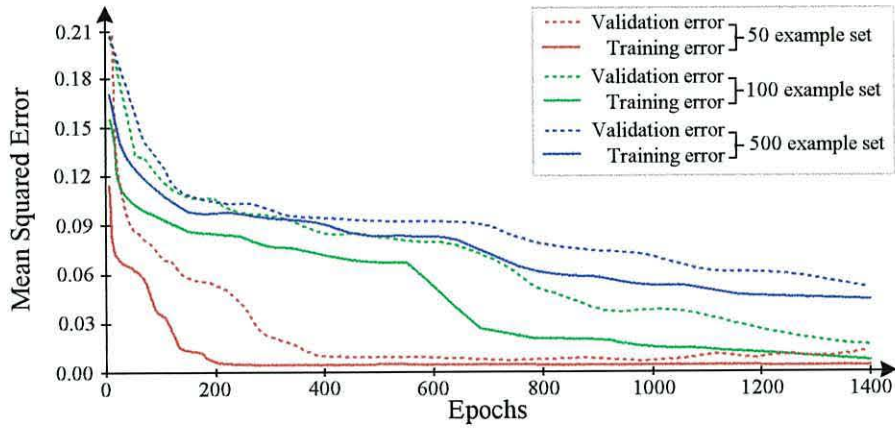 0.21
0.18
0.15
0.12
0.09
0.06
0.03
0.00
Mean Squared Error
0 200 400 600 800 1000 1200 1400
Epochs
Validation error
Training error
50 example set
Validation error
Training error
100 example set
Validation error
Training error
500 example set